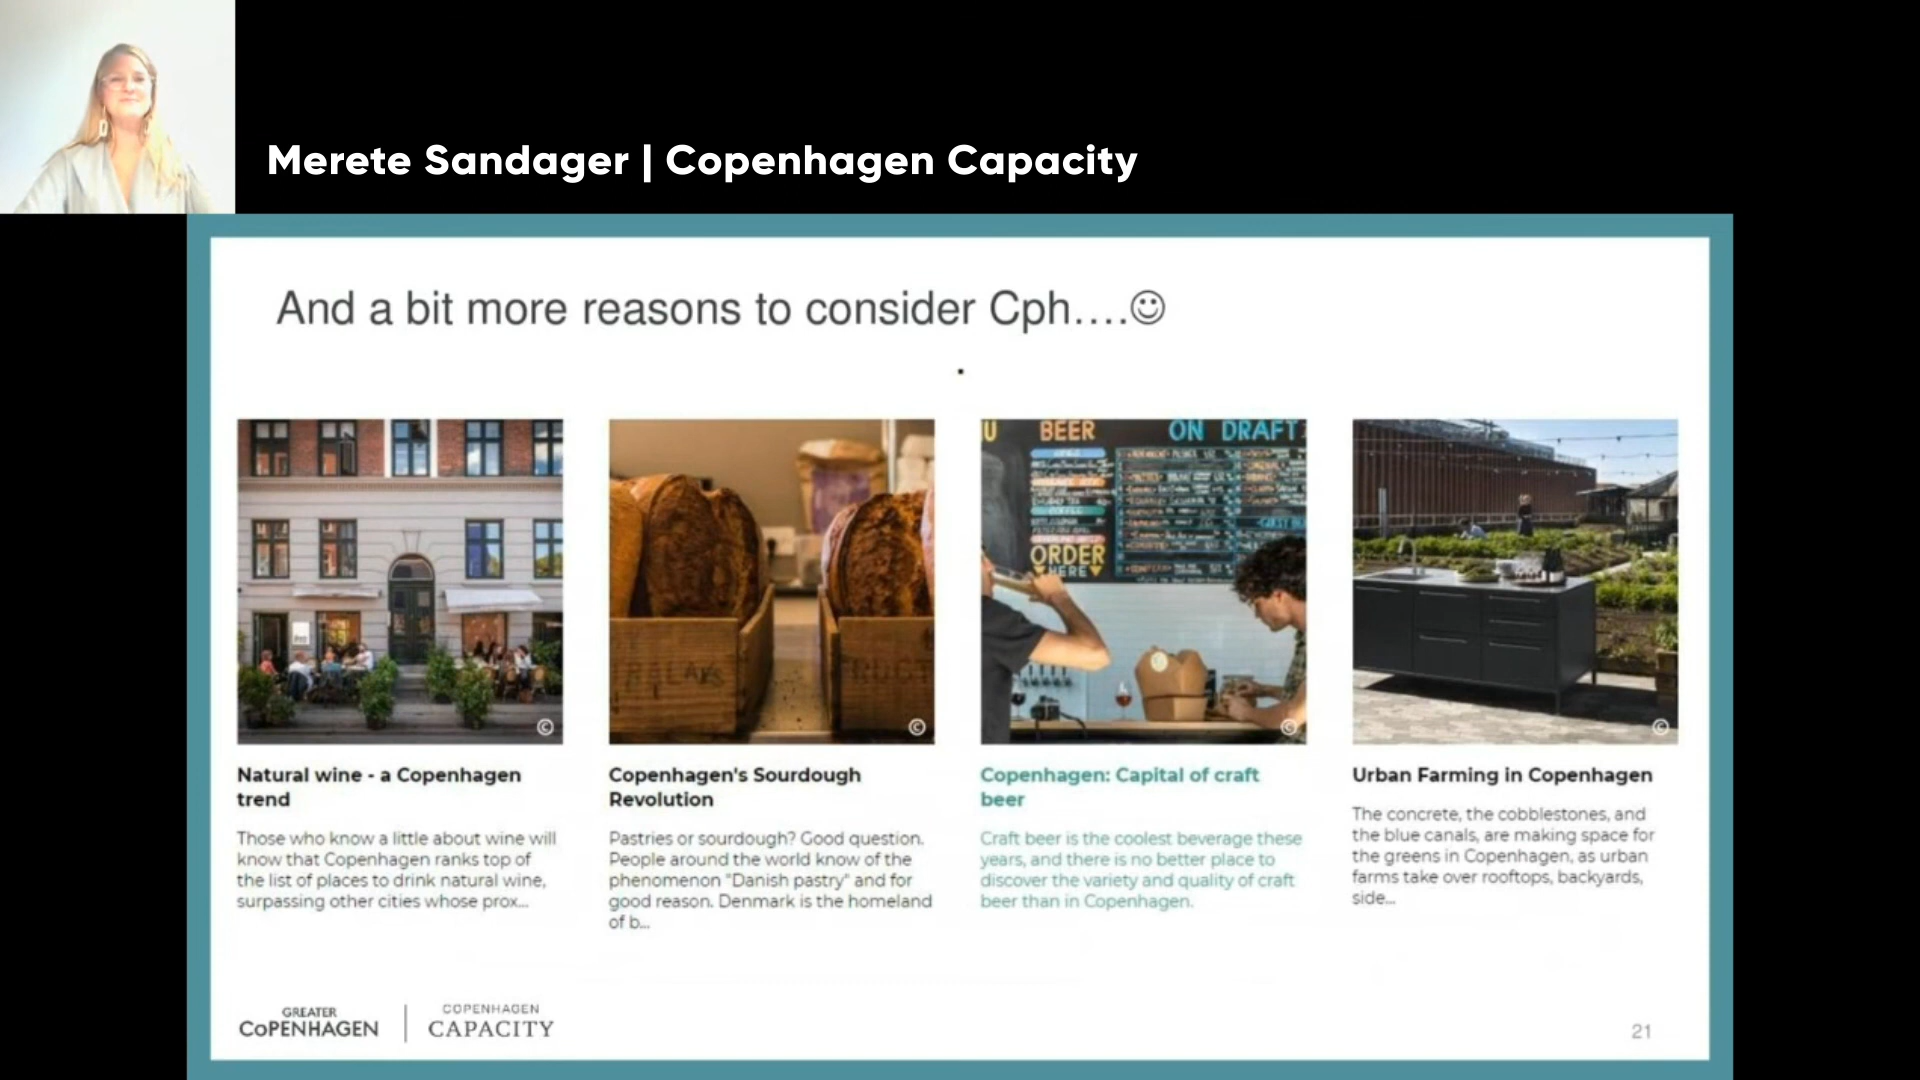 Merete Sandager | Copenhagen Capacity
And a bit more reasons to consider Cph....☺
.
U BEER ON DRAFT
ORDER
HERE
©
©
©
©
Natural wine - a Copenhagen
trend
Those who know a little about wine will
know that Copenhagen ranks top of
the list of places to drink natural wine,
surpassing other cities whose prox...
Copenhagen's Sourdough
Revolution
Pastries or sourdough? Good question.
People around the world know of the
phenomenon "Danish pastry" and for
good reason. Denmark is the homeland
of b...
Copenhagen: Capital of craft
beer
Craft beer is the coolest beverage these
years, and there is no better place to
discover the variety and quality of craft
beer than in Copenhagen.
Urban Farming in Copenhagen
The concrete, the cobblestones, and
the blue canals, are making space for
the greens in Copenhagen, as urban
farms take over rooftops, backyards,
side...
GREATER
CoPENHAGEN
COPENHAGEN
CAPACITY
21